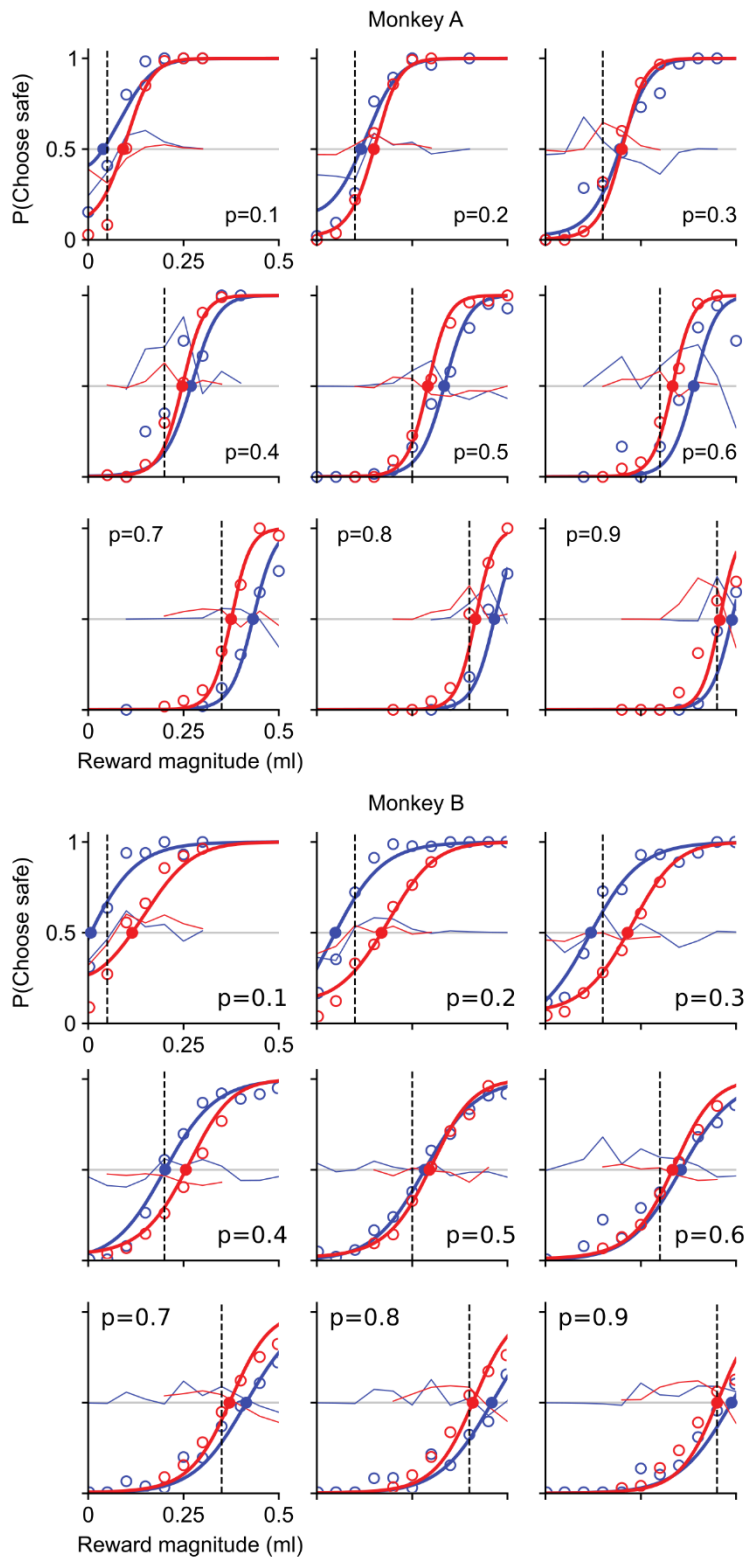 Monkey A
P(Choose safe)
1
0.5
0
p=0.1
p=0.2
p=0.3
0
0.25
0.5
p=0.4
p=0.5
p=0.6
p=0.7
p=0.8
p=0.9
0
0.25
0.5
Reward magnitude (ml)
Monkey B
P(Choose safe)
1
0.5
0
p=0.1
p=0.2
p=0.3
0
0.25
0.5
p=0.4
p=0.5
p=0.6
p=0.7
p=0.8
p=0.9
0
0.25
0.5
Reward magnitude (ml)